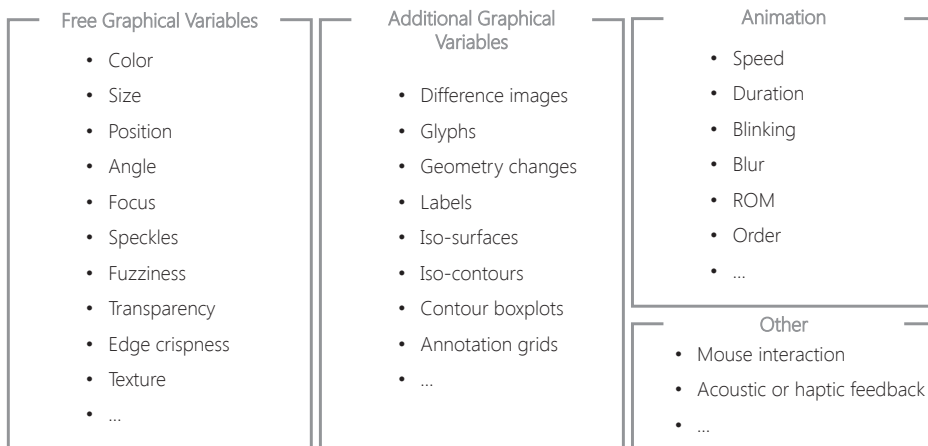 Free Graphical Variables
• Color
• Size
• Position
• Angle
• Focus
• Speckles
• Fuzziness
• Transparency
• Edge crispness
• Texture
• ...
Additional Graphical
Variables
• Difference images
• Glyphs
• Geometry changes
• Labels
• Iso-surfaces
• Iso-contours
• Contour boxplots
• Annotation grids
• ...
Animation
• Speed
• Duration
• Blinking
• Blur
• ROM
• Order
• ...
Other
• Mouse interaction
• Acoustic or haptic feedback
• ...